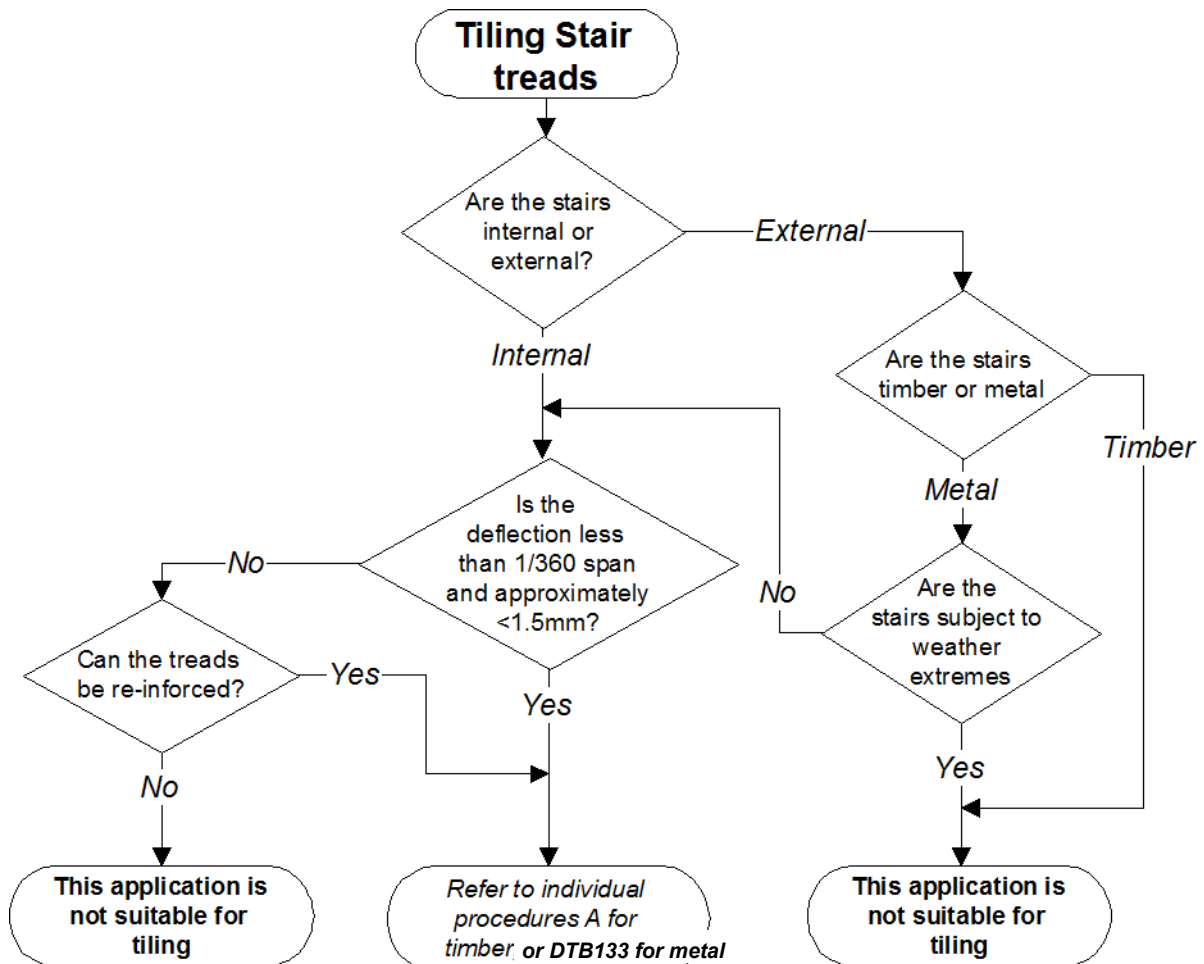 Tiling Stair
treads
Are the stairs
internal or
external?
External
Internal
Are the stairs
timber or metal
Timber
Metal
Is the
deflection less
than 1/360 span
and approximately
<1.5mm?
No
Yes
Are the
stairs subject to
weather
extremes
No
Yes
Can the treads
be re-inforced?
Yes
No
This application is
not suitable for
tiling
Refer to individual
procedures A for
timber, or DTB133 for metal
This application is
not suitable for
tiling